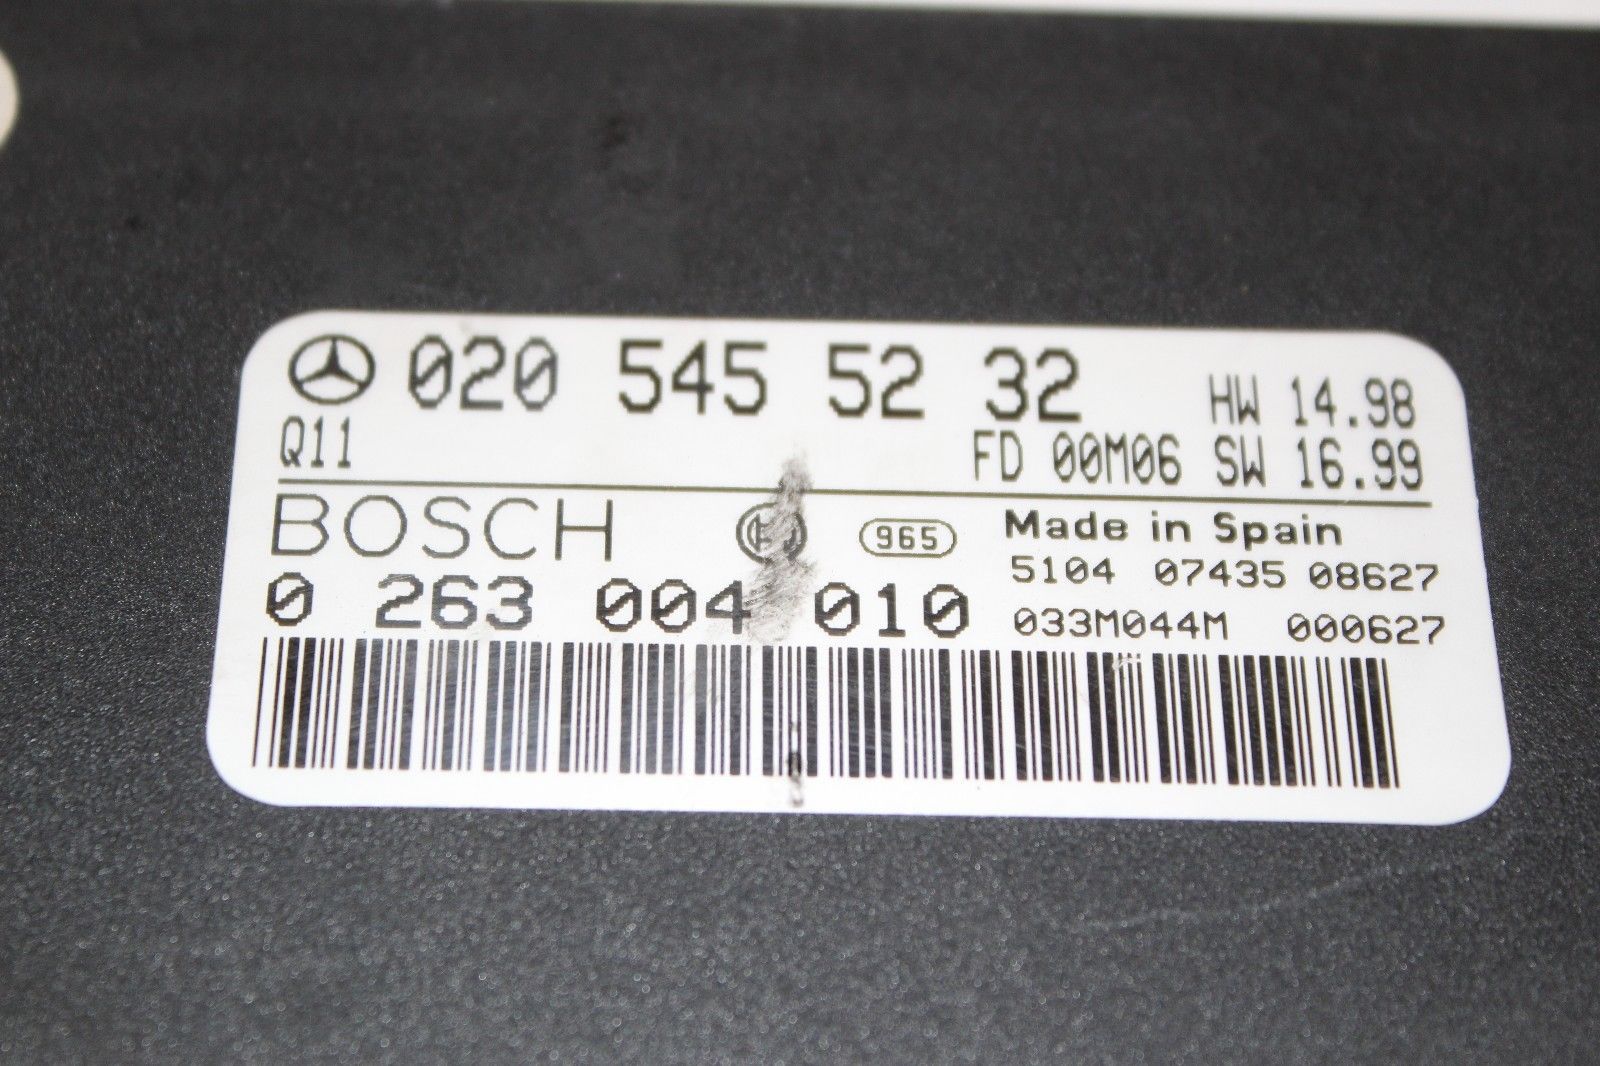 020 545 52 32 HW 14.98
Q11 FD 00M06 SW 16.99
BOSCH 965 Made in Spain
5104 07435 08627
0 263 004 010 033M044M 000627